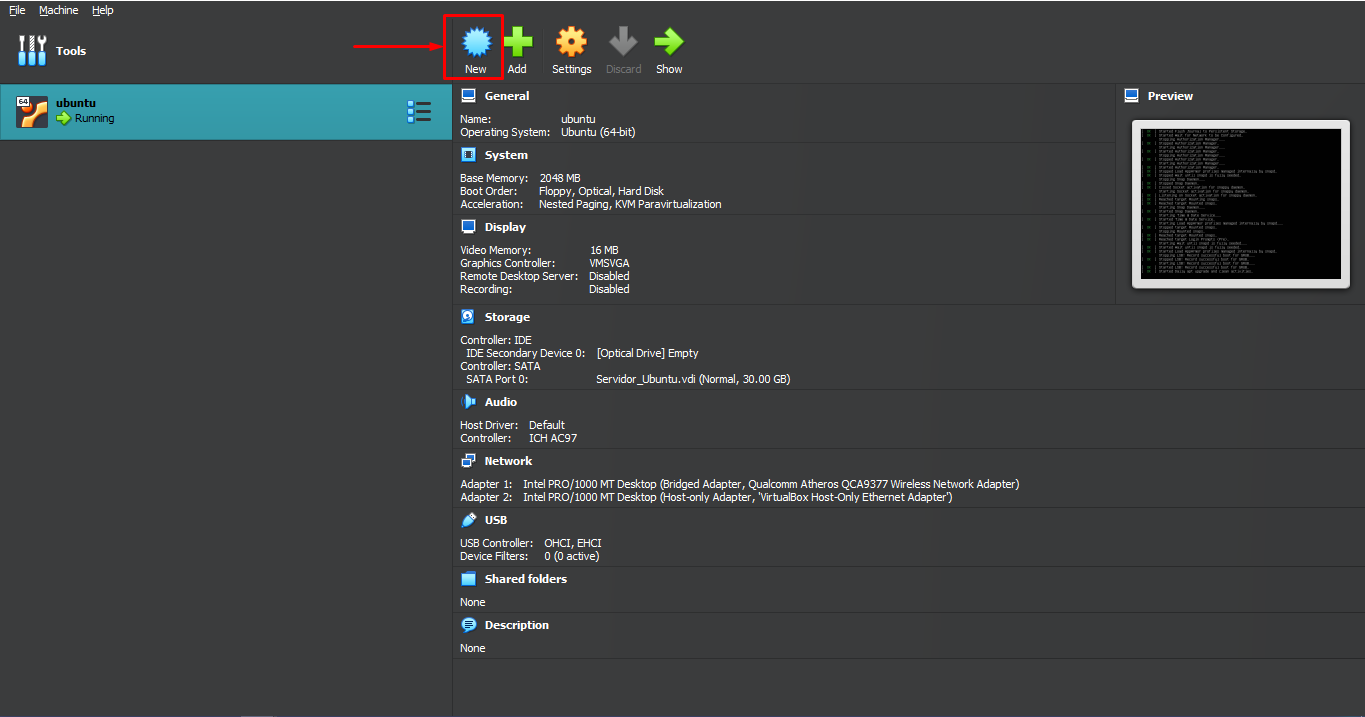 File Machine Help
Tools
New Add Settings Discard Show
64
ubuntu
Running
General
Name: ubuntu
Operating System: Ubuntu (64-bit)
System
Base Memory: 2048 MB
Boot Order: Floppy, Optical, Hard Disk
Acceleration: Nested Paging, KVM Paravirtualization
Display
Video Memory: 16 MB
Graphics Controller: VMSVGA
Remote Desktop Server: Disabled
Recording: Disabled
Storage
Controller: IDE
IDE Secondary Device 0: [Optical Drive] Empty
Controller: SATA
SATA Port 0: Servidor_Ubuntu.vdi (Normal, 30.00 GB)
Audio
Host Driver: Default
Controller: ICH AC97
Network
Adapter 1: Intel PRO/1000 MT Desktop (Bridged Adapter, Qualcomm Atheros QCA9377 Wireless Network Adapter)
Adapter 2: Intel PRO/1000 MT Desktop (Host-only Adapter, 'VirtualBox Host-Only Ethernet Adapter')
USB
USB Controller: OHCI, EHCI
Device Filters: 0 (0 active)
Shared folders
None
Description
None
Preview